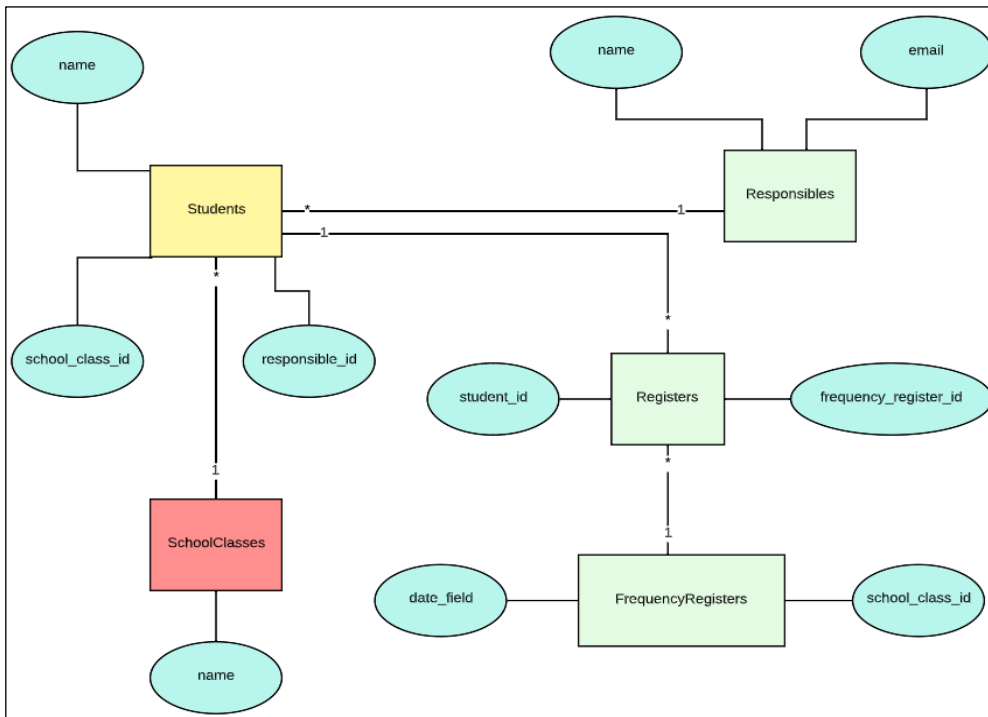 name
name
email
Students
Responsibles
*
1
1
*
school_class_id
responsible_id
*
student_id
Registers
frequency_register_id
*
1
SchoolClasses
1
date_field
FrequencyRegisters
school_class_id
name